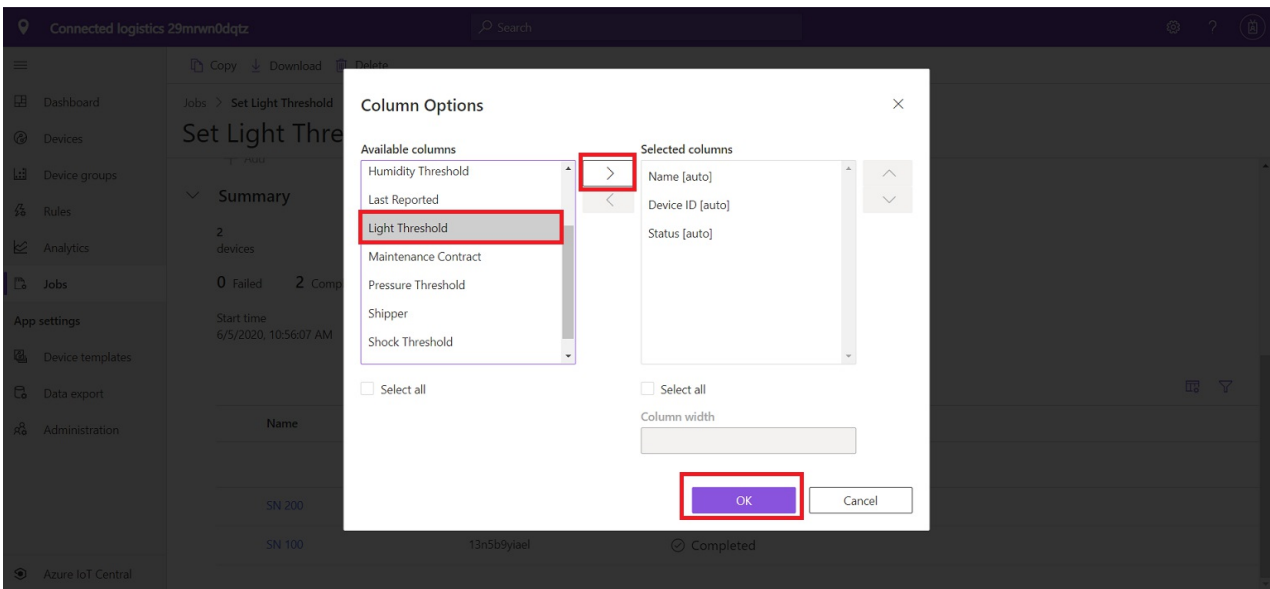 Connected logistics 29mrwn0dqtz
Search
Copy
Download
Delete
Dashboard
Devices
Device groups
Rules
Analytics
Jobs
App settings
Device templates
Data export
Administration
Azure IoT Central
Jobs > Set Light Threshold
Set Light Thre
Add
Summary
2
devices
0 Failed
2 Comp
Start time
6/5/2020, 10:56:07 AM
Name
SN 200
SN 100
13n5b9yiael
Completed
Column Options
Available columns
Humidity Threshold
Last Reported
Light Threshold
Maintenance Contract
Pressure Threshold
Shipper
Shock Threshold
Select all
Selected columns
Name [auto]
Device ID [auto]
Status [auto]
Select all
Column width
OK
Cancel